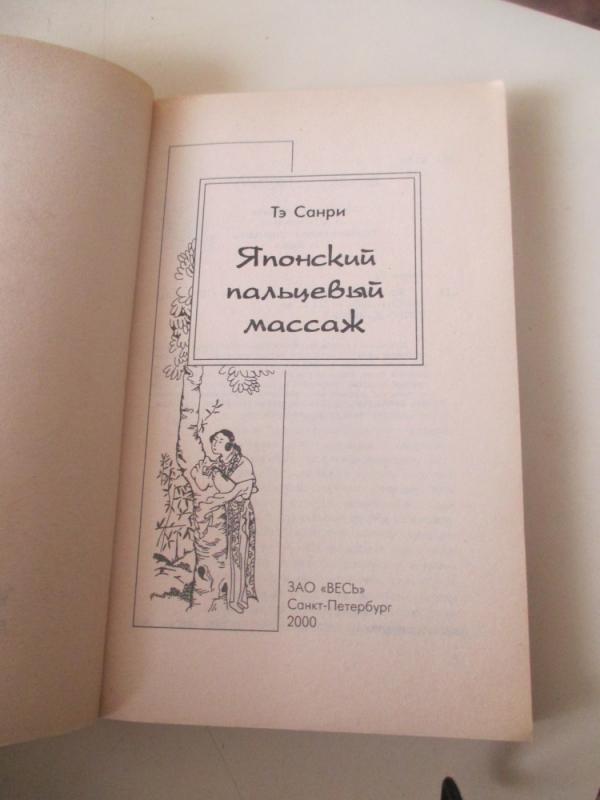 Тэ Санри
Японский
пальцевый
массаж
ЗАО «ВЕСЬ»
Санкт-Петербург
2000